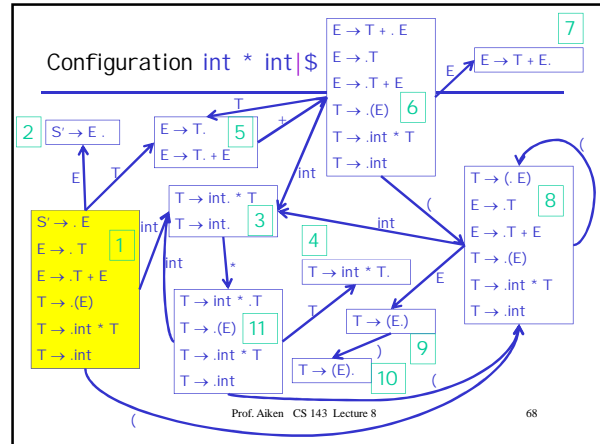 Configuration int * int|$
E → T + . E
E → .T
E → .T + E
T → .(E)
T → .int * T
T → .int
6
E
7
E → T + E.
2
S' → E .
E
T
E → T.
E → T. + E
5
T
+
int
(
S' → . E
E → . T
E → .T + E
T → .(E)
T → .int * T
T → .int
1
int
T → int. * T
T → int.
3
int
*
T → int * .T
T → .(E)
T → .int * T
T → .int
11
T
4
T → int * T.
int
E
T → (E.)
9
)
T → (E).
10
(
T → (. E)
E → .T
E → .T + E
T → .(E)
T → .int * T
T → .int
8
(
(
Prof. Aiken CS 143 Lecture 8
68